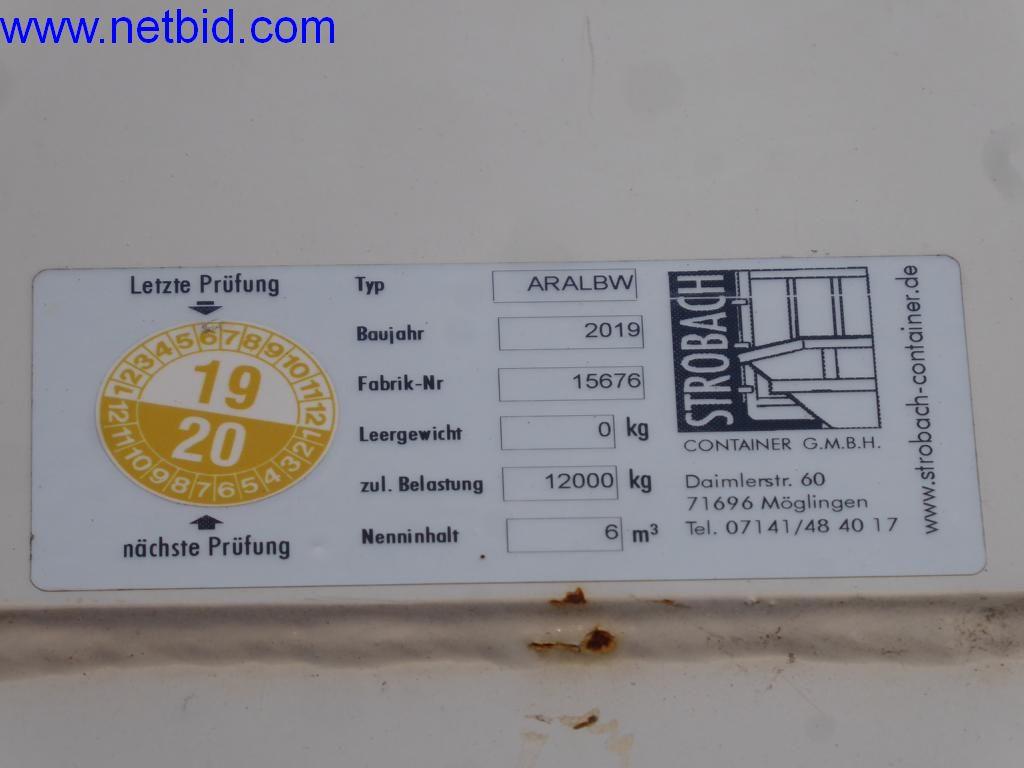 www.netbid.com
Letzte Prüfung
1 2 3 4 5 6 7 8 9 10 11 12
19
20
12 11 10 9 8 7 6 5 4 3 2 1
nächste Prüfung
Typ ARALBW
Baujahr 2019
Fabrik-Nr 15676
Leergewicht 0 kg
zul. Belastung 12000 kg
Nenninhalt 6 m³
STROBACH
CONTAINER G.M.B.H.
Daimlerstr. 60
71696 Möglingen
Tel. 07141/48 40 17
www.strobach-container.de